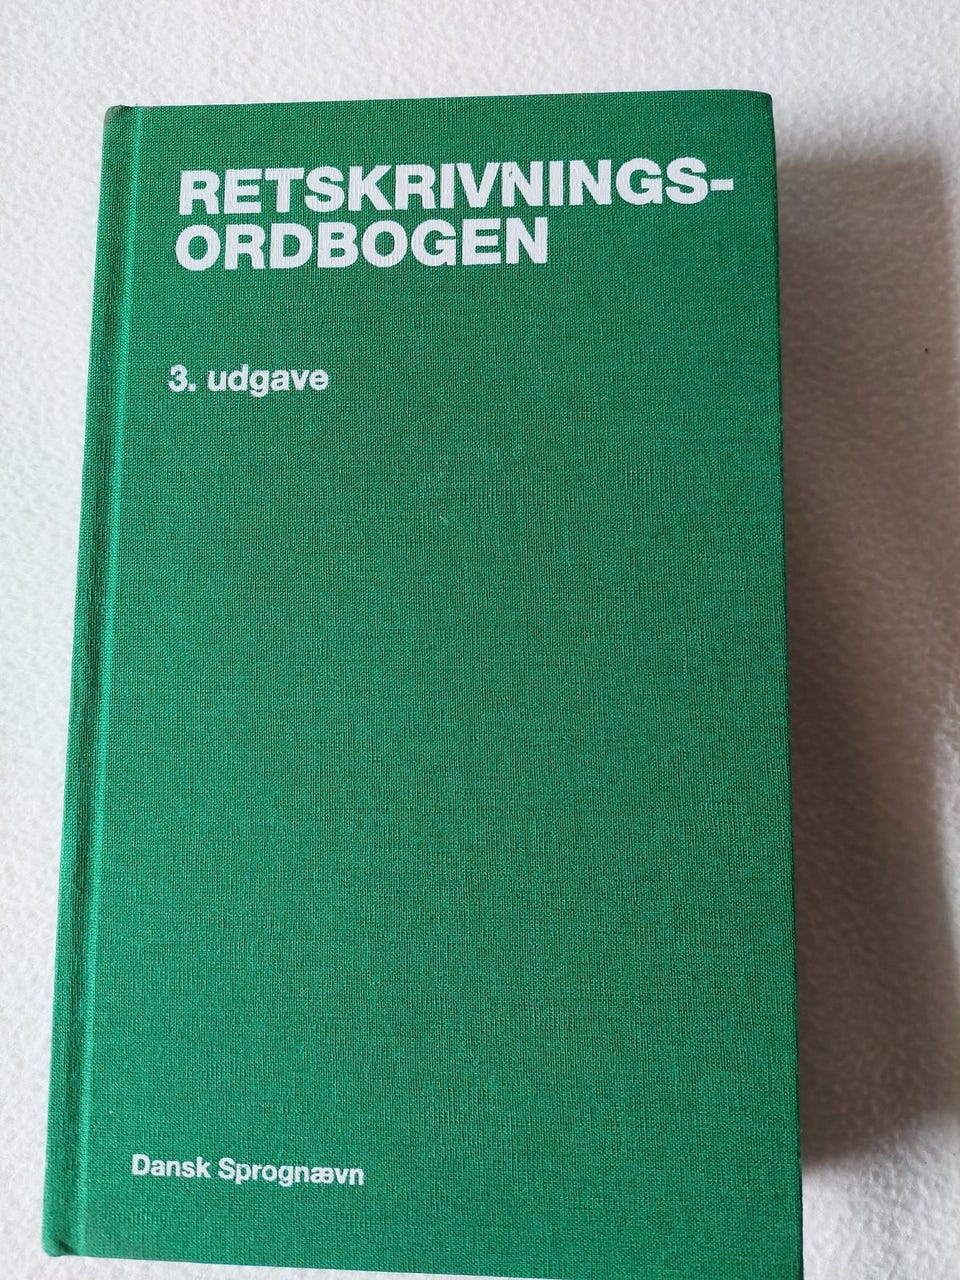 RETSKRIVNINGS-
ORDBOGEN
3. udgave
Dansk Sprognævn